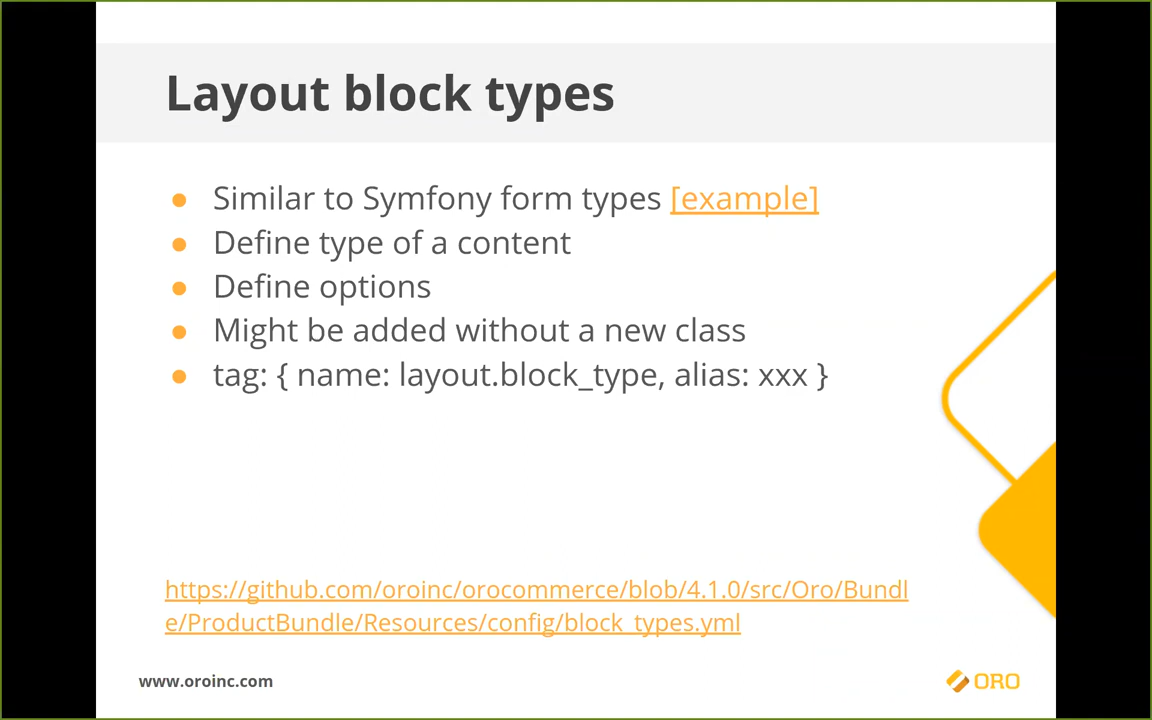 Layout block types
● Similar to Symfony form types [example]
● Define type of a content
● Define options
● Might be added without a new class
● tag: { name: layout.block_type, alias: xxx }
https://github.com/oroinc/orocommerce/blob/4.1.0/src/Oro/Bundl
e/ProductBundle/Resources/config/block_types.yml
www.oroinc.com
ORO